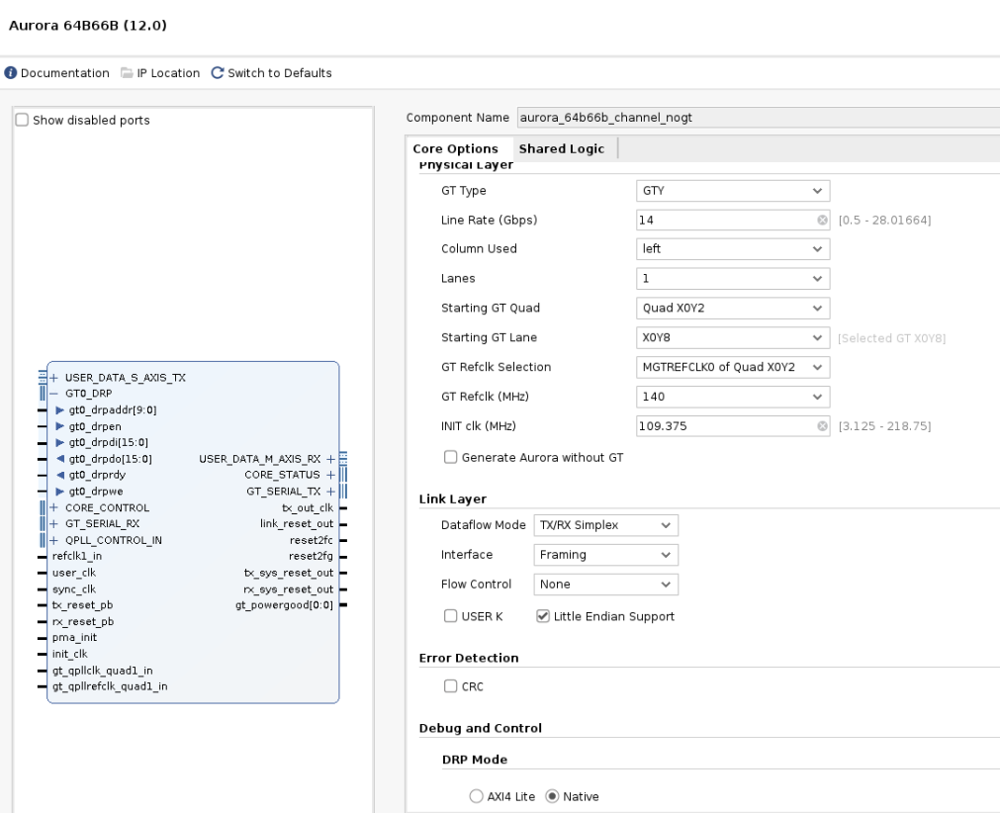 Aurora 64B66B (12.0)
Documentation IP Location Switch to Defaults
Show disabled ports
USER_DATA_S_AXIS_TX
GT0_DRP
gt0_drpaddr[9:0]
gt0_drpen
gt0_drpdi[15:0]
gt0_drpdo[15:0]
gt0_drprdy
gt0_drpwe
CORE_CONTROL
GT_SERIAL_RX
QPLL_CONTROL_IN
refclk1_in
user_clk
sync_clk
tx_reset_pb
rx_reset_pb
pma_init
init_clk
gt_qpllclk_quad1_in
gt_qpllrefclk_quad1_in
USER_DATA_M_AXIS_RX
CORE_STATUS
GT_SERIAL_TX
tx_out_clk
link_reset_out
reset2fc
reset2fg
tx_sys_reset_out
rx_sys_reset_out
gt_powergood[0:0]
Component Name aurora_64b66b_channel_nogt
Core Options Shared Logic
Physical Layer
GT Type GTY
Line Rate (Gbps) 14 [0.5 - 28.01664]
Column Used left
Lanes 1
Starting GT Quad Quad X0Y2
Starting GT Lane X0Y8 [Selected GT X0Y8]
GT Refclk Selection MGTREFCLK0 of Quad X0Y2
GT Refclk (MHz) 140
INIT clk (MHz) 109.375 [3.125 - 218.75]
Generate Aurora without GT
Link Layer
Dataflow Mode TX/RX Simplex
Interface Framing
Flow Control None
USER K Little Endian Support
Error Detection
CRC
Debug and Control
DRP Mode
AXI4 Lite Native